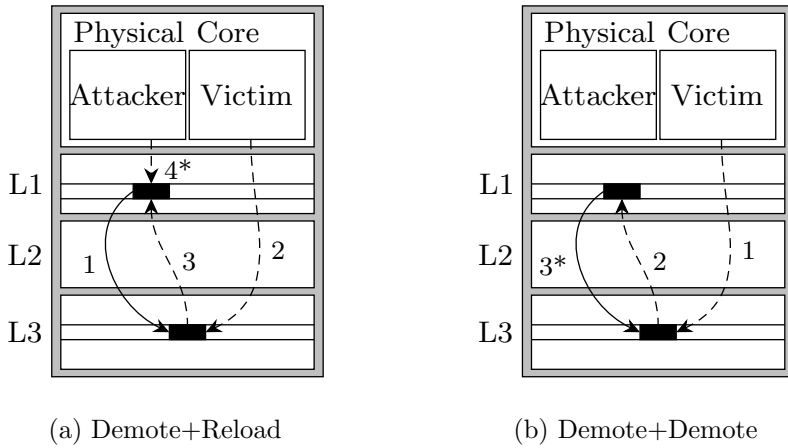 Physical Core
Attacker Victim
L1
4*
L2
1
3
2
L3
(a) Demote+Reload
Physical Core
Attacker Victim
L1
L2
3*
2
1
L3
(b) Demote+Demote